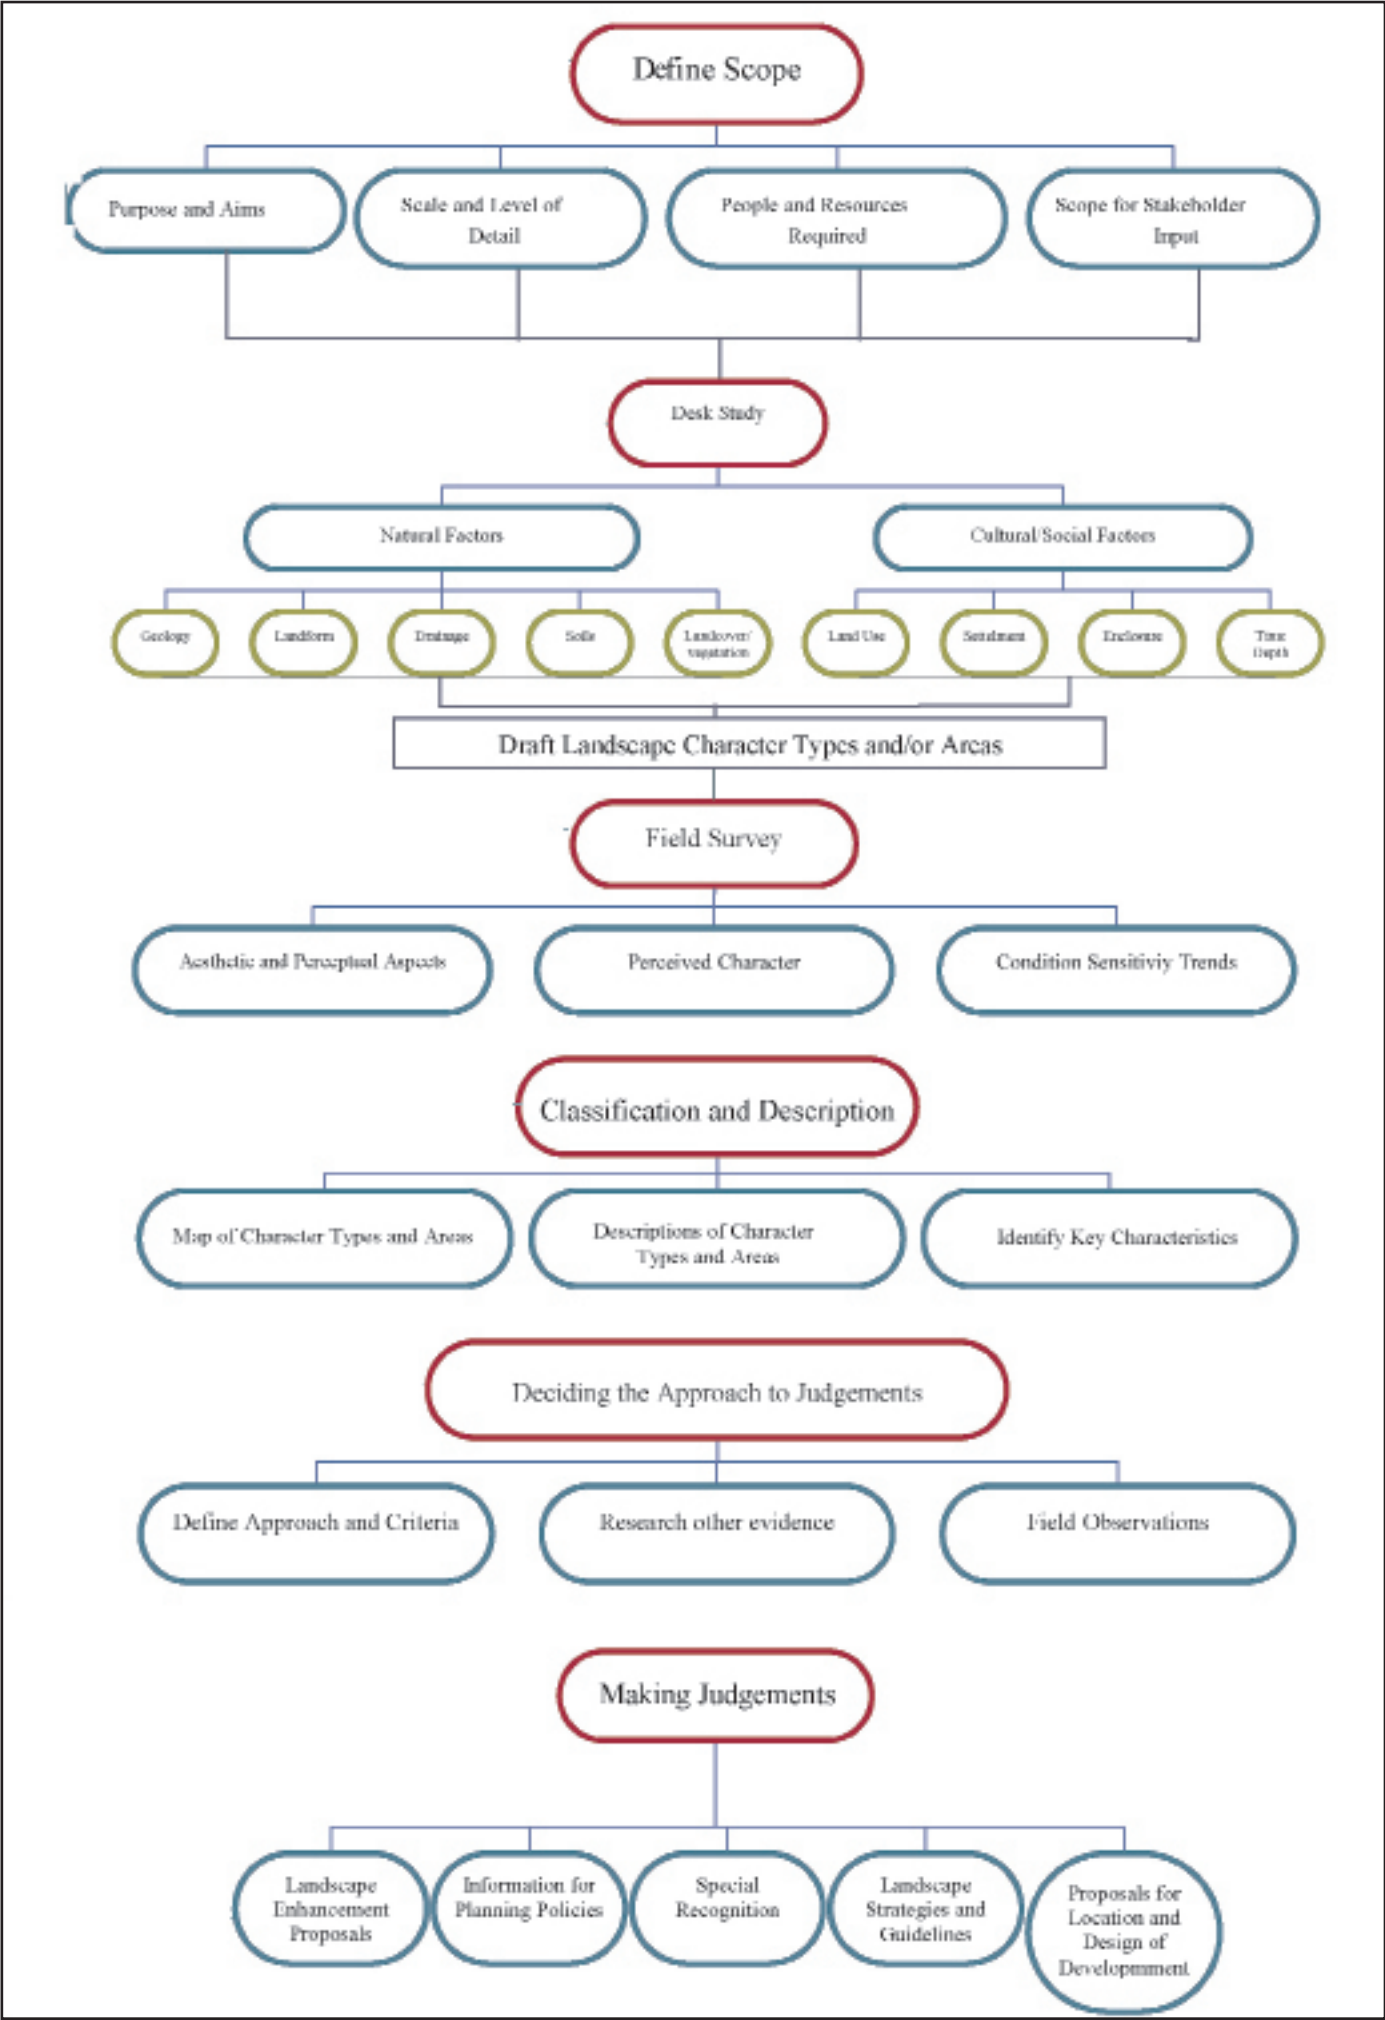 Define Scope
Purpose and Aims
Scale and Level of
Detail
People and Resources
Required
Scope for Stakeholder
Input
Desk Study
Natural Factors
Cultural/Social Factors
Geology
Landform
Drainage
Soils
Landcover/
vegetation
Land Use
Settelment
Enclosure
Time
Depth
Draft Landscape Character Types and/or Areas
Field Survey
Aesthetic and Perceptual Aspects
Perceived Character
Condition Sensitiviy Trends
Classification and Description
Map of Character Types and Areas
Descriptions of Character
Types and Areas
Identify Key Characteristics
Deciding the Approach to Judgements
Define Approach and Criteria
Research other evidence
Field Observations
Making Judgements
Landscape
Enhancement
Proposals
Information for
Planning Policies
Special
Recognition
Landscape
Strategies and
Guidelines
Proposals for
Location and
Design of
Developmment